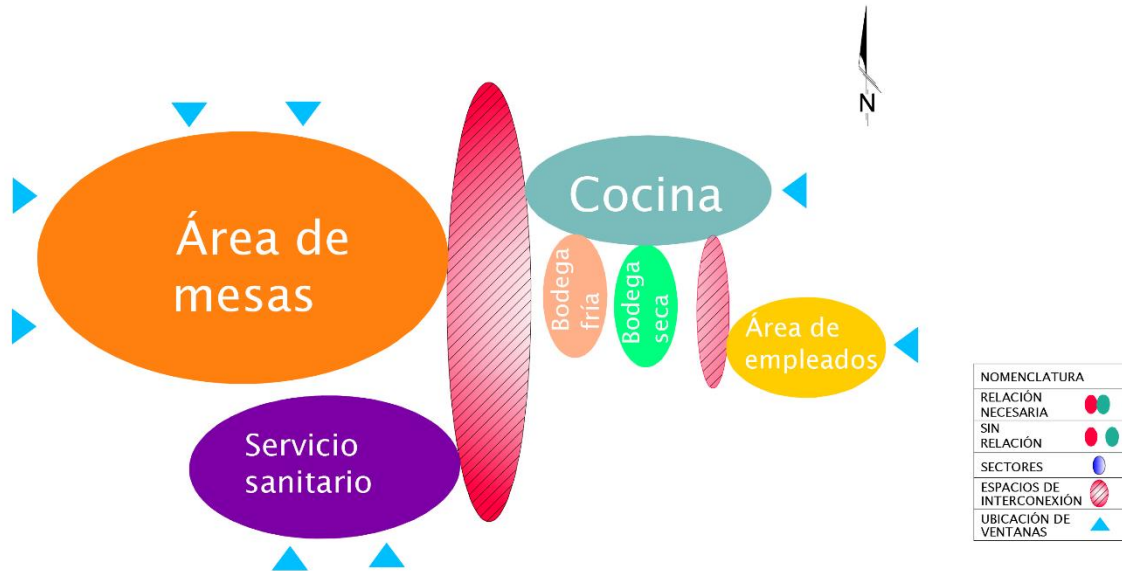 N
Área de
mesas
Cocina
Bodega
fría
Bodega
seca
Área de
empleados
Servicio
sanitario
NOMENCLATURA
RELACIÓN
NECESARIA
SIN
RELACIÓN
SECTORES
ESPACIOS DE
INTERCONEXIÓN
UBICACIÓN DE
VENTANAS